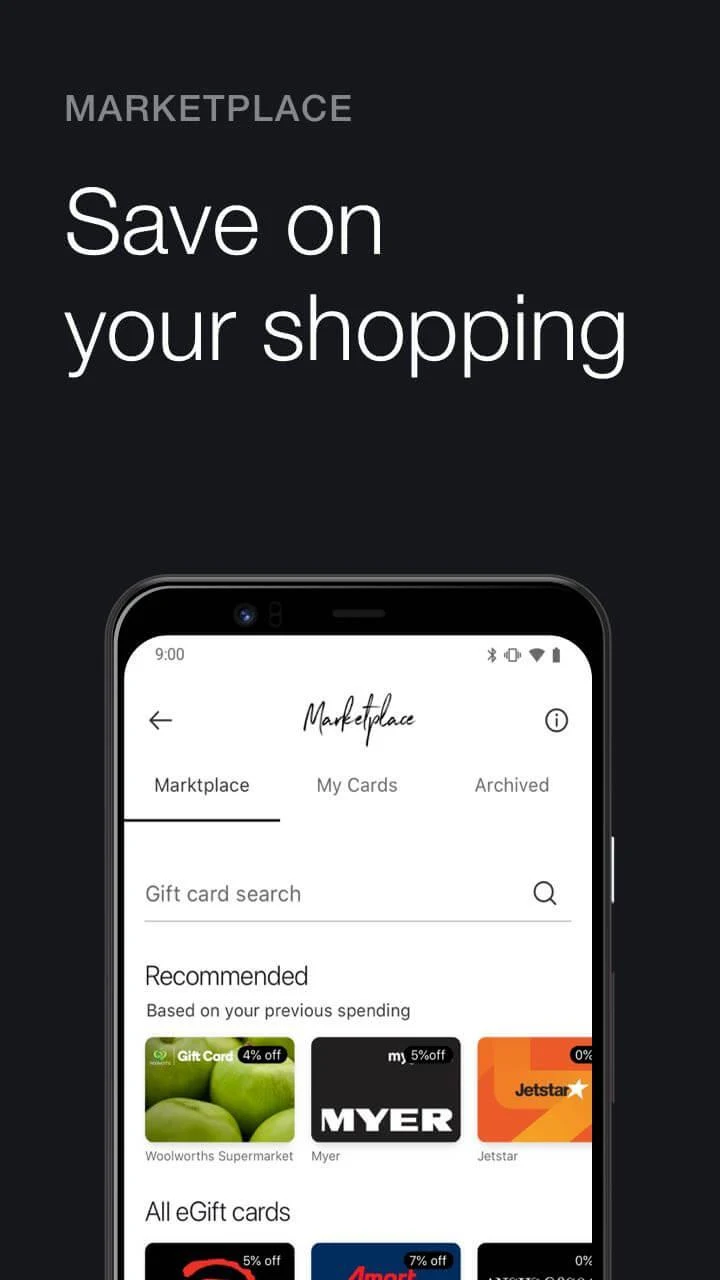 MARKETPLACE
Save on
your shopping
9:00
Marketplace
Marktplace My Cards Archived
Gift card search
Recommended
Based on your previous spending
Gift Card 4% off
my 5%off
0%
MYER
Jetstar
Woolworths Supermarket Myer Jetstar
All eGift cards
5% off 7% off 0%